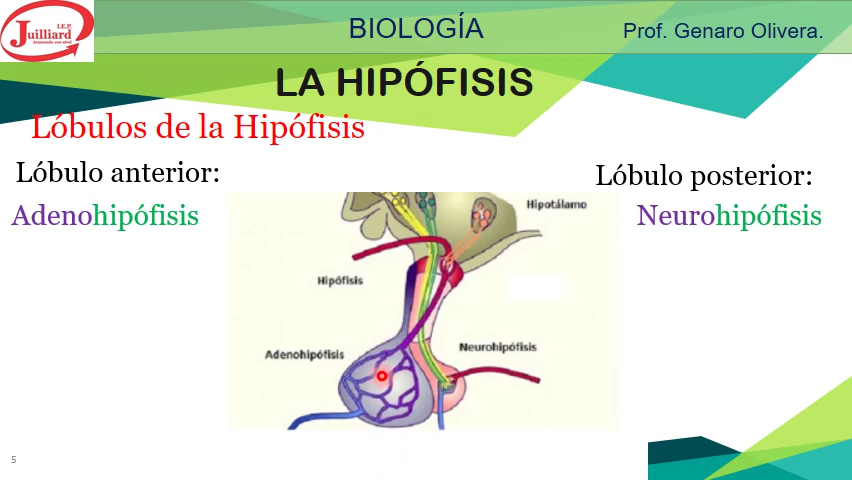 I.E.P.
Juilliard
BIOLOGÍA
Prof. Genaro Olivera.
LA HIPÓFISIS
Lóbulos de la Hipófisis
Lóbulo anterior:
Lóbulo posterior:
Adenohipófisis
Neurohipófisis
Hipotálamo
Hipófisis
Adenohipófisis
Neurohipófisis
5